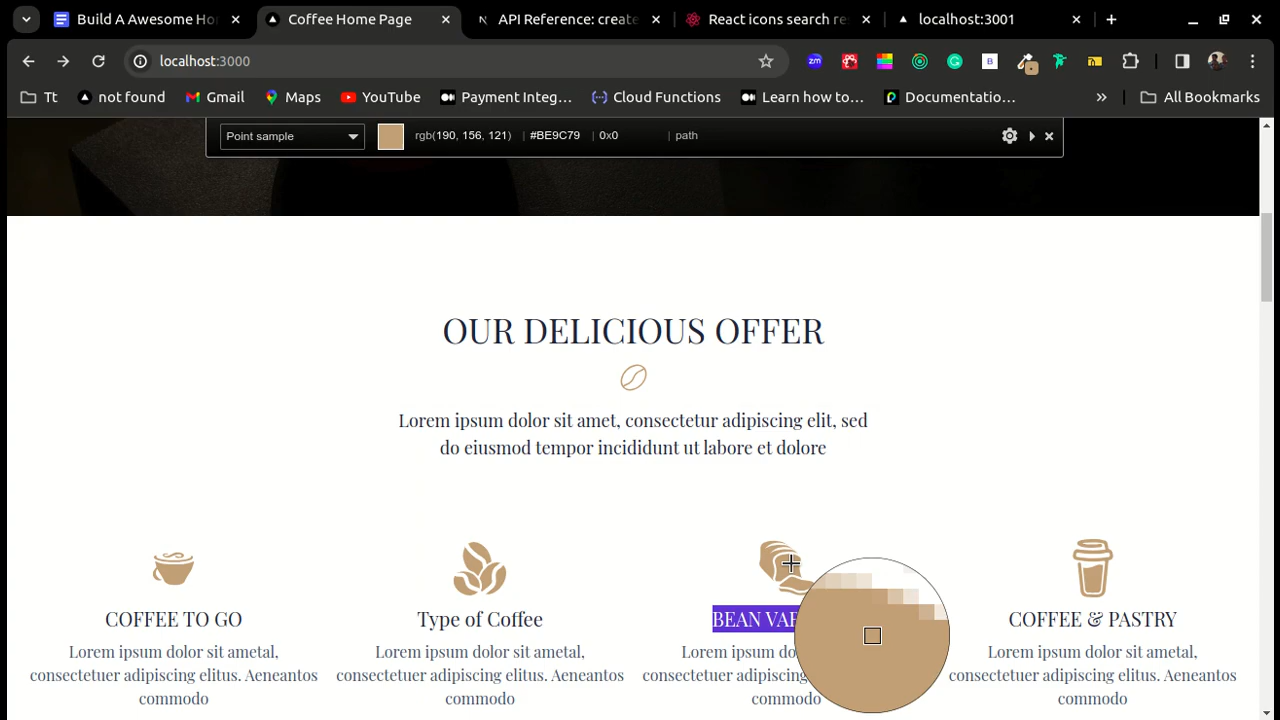 Build A Awesome Ho
Coffee Home Page
API Reference: create
React icons search re
localhost:3001
localhost:3000
Tt
not found
Gmail
Maps
YouTube
Payment Integ…
Cloud Functions
Learn how to…
Documentatio…
All Bookmarks
Point sample
rgb(190, 156, 121)
#BE9C79
0x0
path
OUR DELICIOUS OFFER
Lorem ipsum dolor sit amet, consectetur adipiscing elit, sed
do eiusmod tempor incididunt ut labore et dolore
COFFEE TO GO
Lorem ipsum dolor sit ametal,
consectetuer adipiscing elitus. Aeneantos
commodo
Type of Coffee
Lorem ipsum dolor sit ametal,
consectetuer adipiscing elitus. Aeneantos
commodo
BEAN
Lorem ipsum
consectetuer adipiscing
commodo
COFFEE & PASTRY
Lorem ipsum dolor sit ametal,
consectetuer adipiscing elitus. Aeneantos
commodo